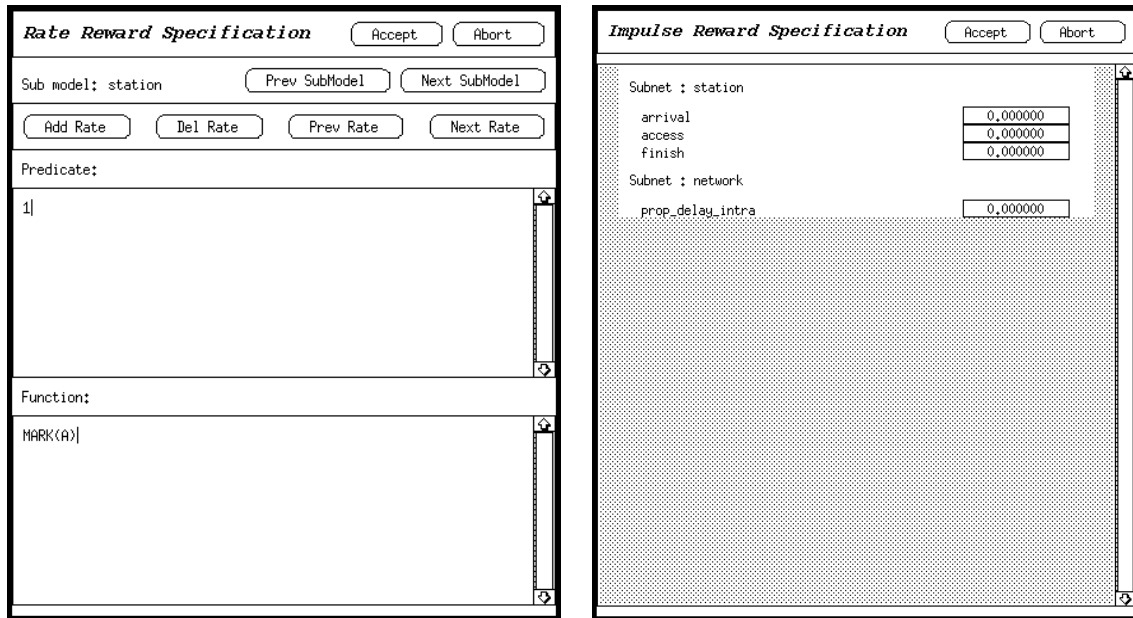 Rate Reward Specification Accept Abort
Sub model: station Prev SubModel Next SubModel
Add Rate Del Rate Prev Rate Next Rate
Predicate:
1
Function:
MARK(A)
Impulse Reward Specification Accept Abort
Subnet : station
arrival 0.000000
access 0.000000
finish 0.000000
Subnet : network
prop_delay_intra 0.000000